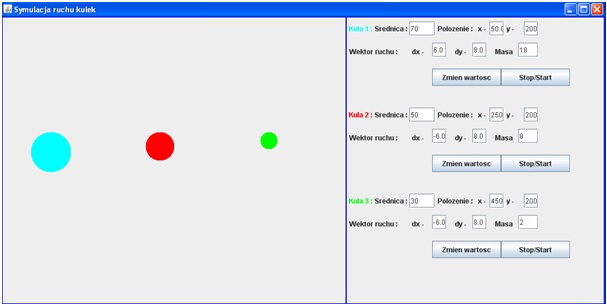 Symulacja ruchu kulek
Kula 1 : Srednica : 70 Polozenie : x - 50.0 y - 200
Wektor ruchu : dx - 6.0 dy - 8.0 Masa 18
Zmien wartosc Stop/Start
Kula 2 : Srednica : 50 Polozenie : x - 250 y - 200
Wektor ruchu : dx - -6.0 dy - 8.0 Masa 8
Zmien wartosc Stop/Start
Kula 3 : Srednica : 30 Polozenie : x - 450 y - 200
Wektor ruchu : dx - -6.0 dy - 8.0 Masa 2
Zmien wartosc Stop/Start